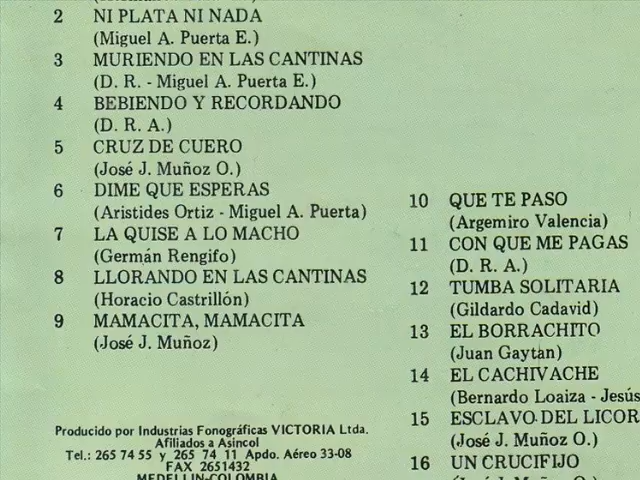 2 NI PLATA NI NADA
(Miguel A. Puerta E.)
3 MURIENDO EN LAS CANTINAS
(D. R. - Miguel A. Puerta E.)
4 BEBIENDO Y RECORDANDO
(D. R. A.)
5 CRUZ DE CUERO
(José J. Muñoz O.)
6 DIME QUE ESPERAS
(Aristides Ortiz - Miguel A. Puerta)
7 LA QUISE A LO MACHO
(Germán Rengifo)
8 LLORANDO EN LAS CANTINAS
(Horacio Castrillón)
9 MAMACITA, MAMACITA
(José J. Muñoz)
10 QUE TE PASO
(Argemiro Valencia)
11 CON QUE ME PAGAS
(D. R. A.)
12 TUMBA SOLITARIA
(Gildardo Cadavid)
13 EL BORRACHITO
(Juan Gaytán)
14 EL CACHIVACHE
(Bernardo Loaiza - Jesús
15 ESCLAVO DEL LICOR
(José J. Muñoz O.)
16 UN CRUCIFIJO
(José J. Muñoz O.)
Producido por Industrias Fonográficas VICTORIA Ltda.
Afiliados a Asincol
Tel.: 265 74 55 y 265 74 11 Apdo. Aéreo 33-08
FAX 2651432
MEDELLIN-COLOMBIA